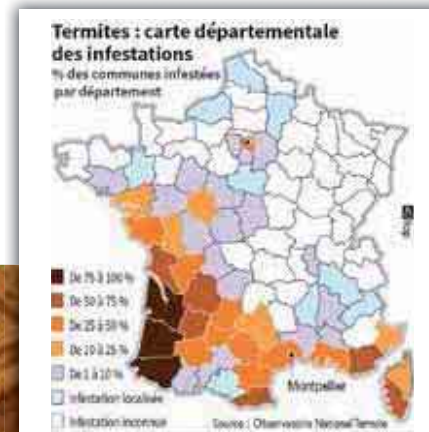 Termites : carte départementale
des infestations
% des communes infestées
par département
De 75 à 100 %
De 50 à 75 %
De 25 à 50 %
De 10 à 25 %
De 1 à 10 %
Infestation localisée
Infestation inconnue
Montpellier
Source : Observatoire National Termite